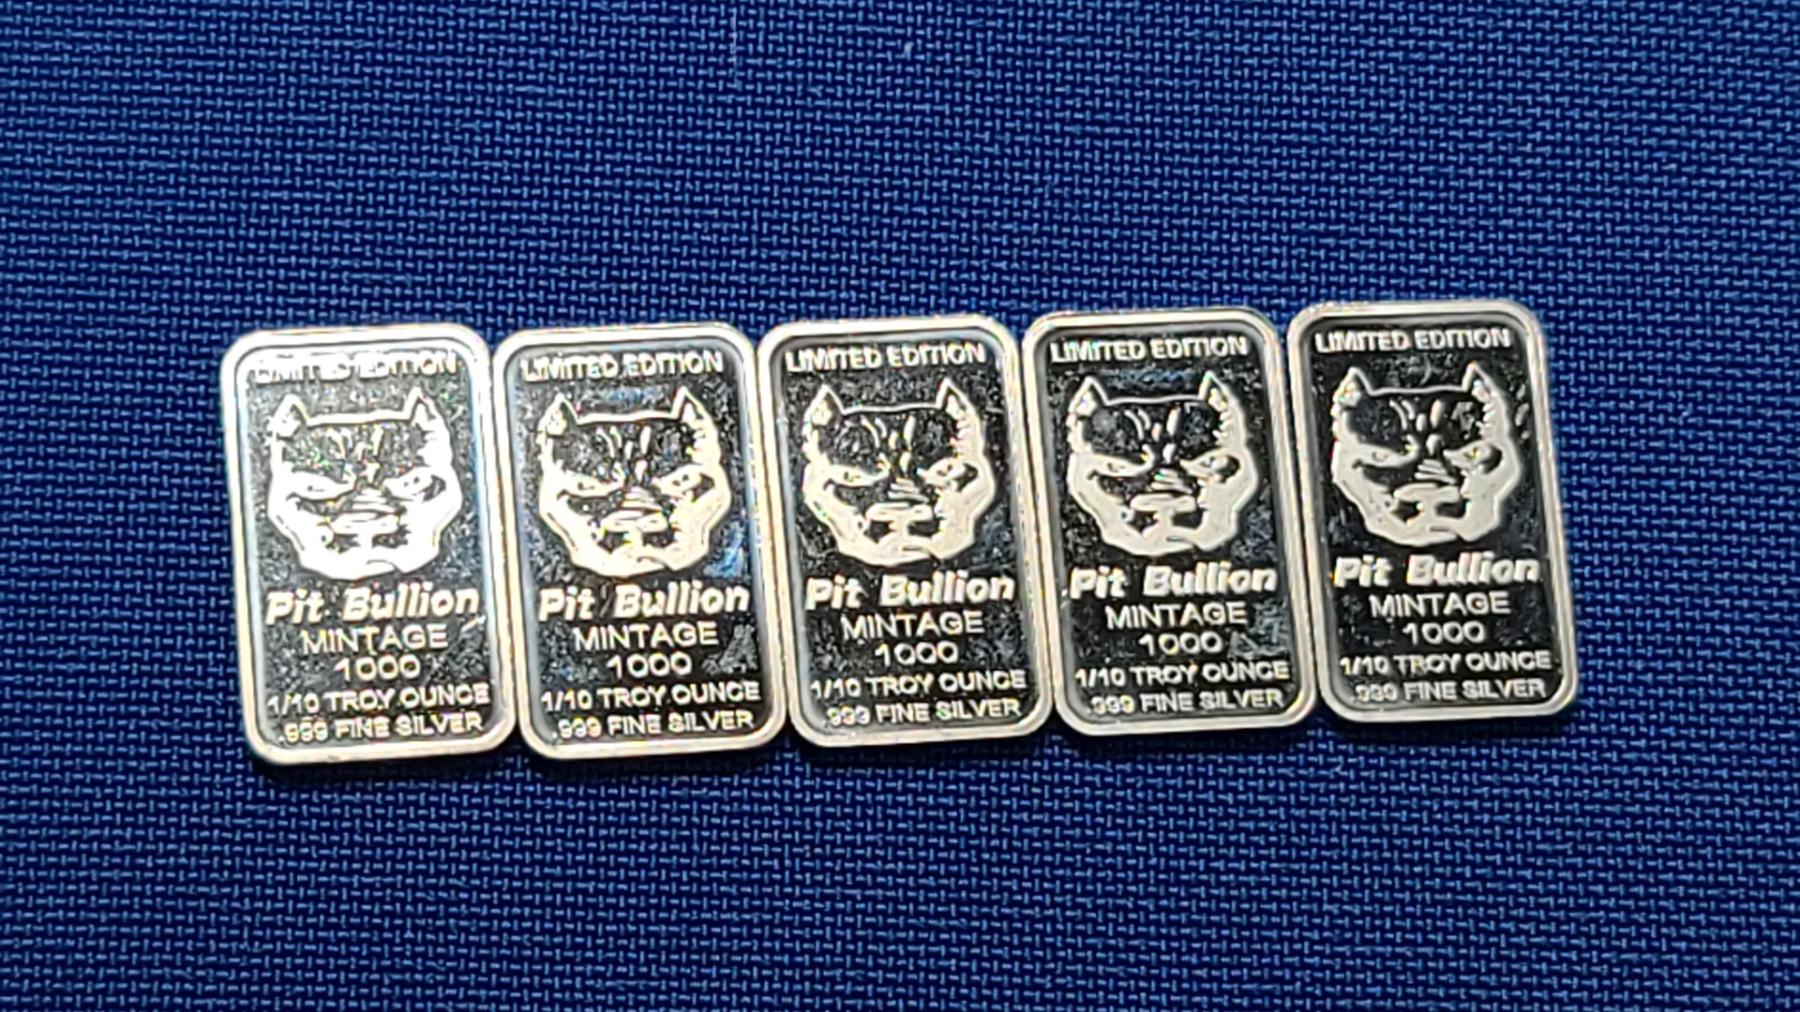 LIMITED EDITION
Pit Bullion
MINTAGE
1000
1/10 TROY OUNCE
.999 FINE SILVER
LIMITED EDITION
Pit Bullion
MINTAGE
1000
1/10 TROY OUNCE
.999 FINE SILVER
LIMITED EDITION
Pit Bullion
MINTAGE
1000
1/10 TROY OUNCE
.999 FINE SILVER
LIMITED EDITION
Pit Bullion
MINTAGE
1000
1/10 TROY OUNCE
.999 FINE SILVER
LIMITED EDITION
Pit Bullion
MINTAGE
1000
1/10 TROY OUNCE
.999 FINE SILVER